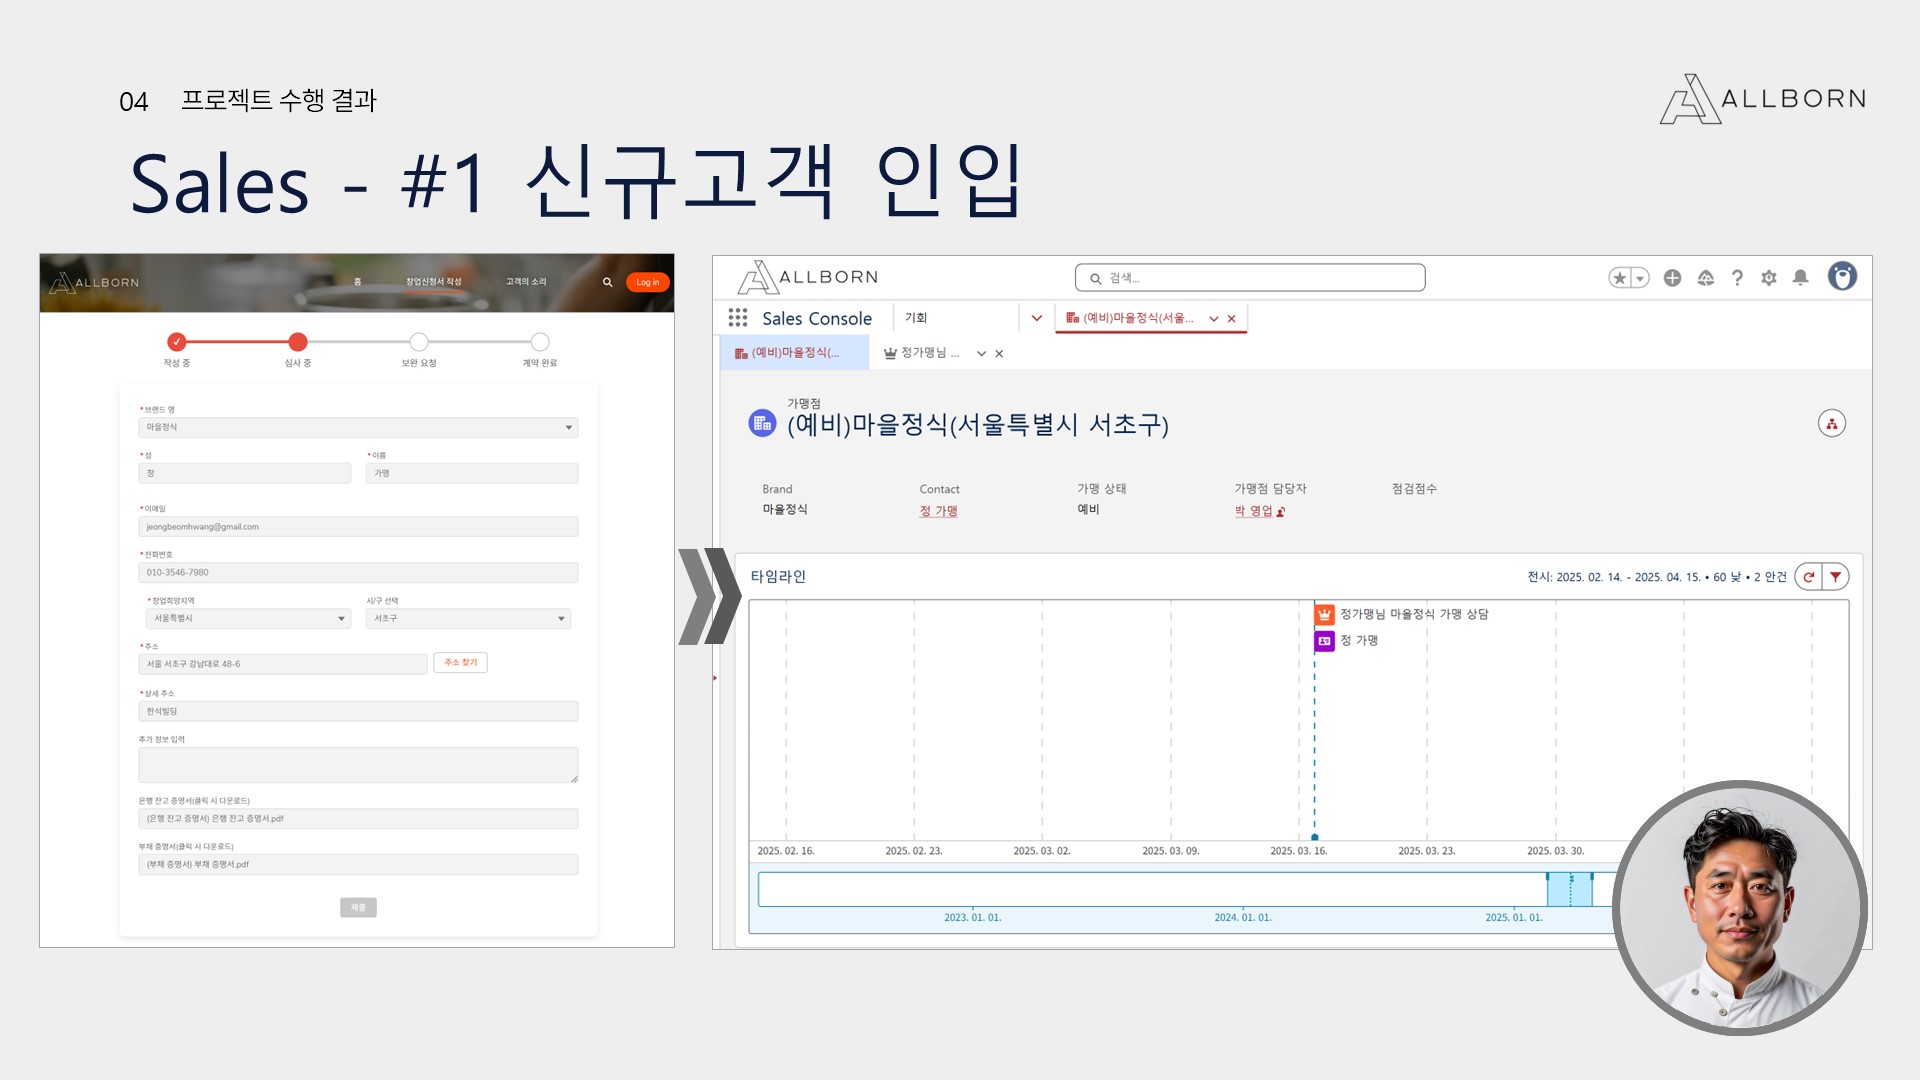 04 프로젝트 수행 결과
ALLBORN
Sales - #1 신규고객 인입
ALLBORN
홈
창업신청서 작성
고객의 소리
Log in
작성 중
심사 중
보완 요청
계약 완료
*브랜드 명
마을정식
*성
*이름
정
가맹
*이메일
jeongbeomhwang@gmail.com
*전화번호
010-3546-7980
*창업희망지역
시/구 선택
서울특별시
서초구
*주소
서울 서초구 강남대로 48-6
주소 찾기
*상세 주소
한석빌딩
추가 정보 입력
은행 잔고 증명서(클릭 시 다운로드)
(은행 잔고 증명서) 은행 잔고 증명서.pdf
부채 증명서(클릭 시 다운로드)
(부채 증명서) 부채 증명서.pdf
제출
ALLBORN
검색...
Sales Console
기회
(예비)마을정식(서울...
(예비)마을정식(...
정가맹님 ...
가맹점
(예비)마을정식(서울특별시 서초구)
Brand
Contact
가맹 상태
가맹점 담당자
점검점수
마을정식
정 가맹
예비
박 영업
타임라인
전시: 2025. 02. 14. - 2025. 04. 15. • 60 낮 • 2 안건
정가맹님 마을정식 가맹 상담
정 가맹
2025. 02. 16.
2025. 02. 23.
2025. 03. 02.
2025. 03. 09.
2025. 03. 16.
2025. 03. 23.
2025. 03. 30.
2023. 01. 01.
2024. 01. 01.
2025. 01. 01.